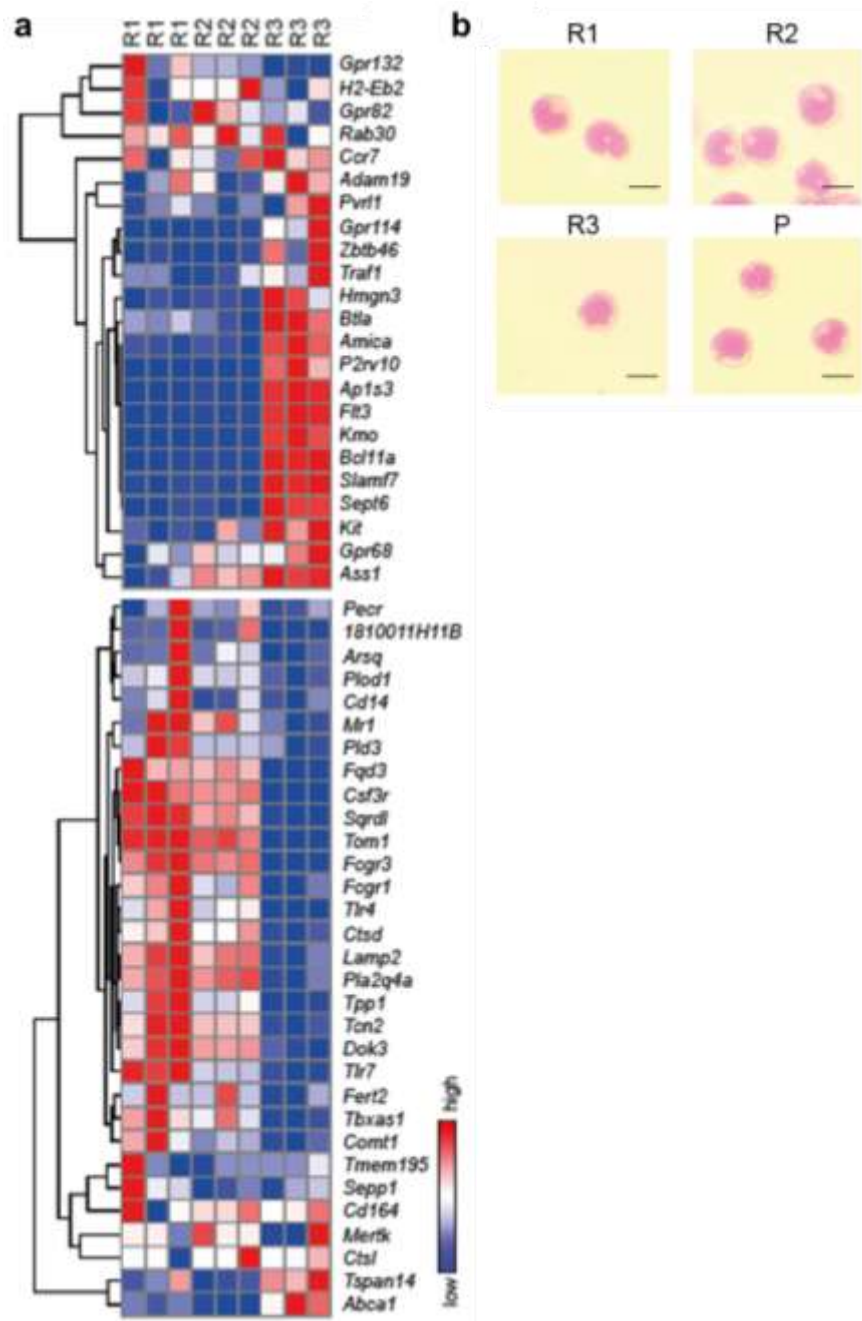 a
R1 R1 R1 R2 R2 R2 R3 R3 R3
Gpr132
H2-Eb2
Gpr82
Rab30
Ccr7
Adam19
Pvrl1
Gpr114
Zbtb46
Traf1
Hmgn3
Btla
Amica
P2rv10
Ap1s3
Flt3
Kmo
Bcl11a
Slamf7
Sept6
Kit
Gpr68
Ass1
Pecr
1810011H11B
Arsq
Plod1
Cd14
Mr1
Pld3
Fqd3
Csf3r
Sqrdl
Tom1
Fcgr3
Fcgr1
Tlr4
Ctsd
Lamp2
Pla2q4a
Tpp1
Tcn2
Dok3
Tlr7
Fert2
Tbxas1
Comt1
Tmem195
Sepp1
Cd164
Mertk
Ctsl
Tspan14
Abca1
high
low
b
R1 R2
R3 P